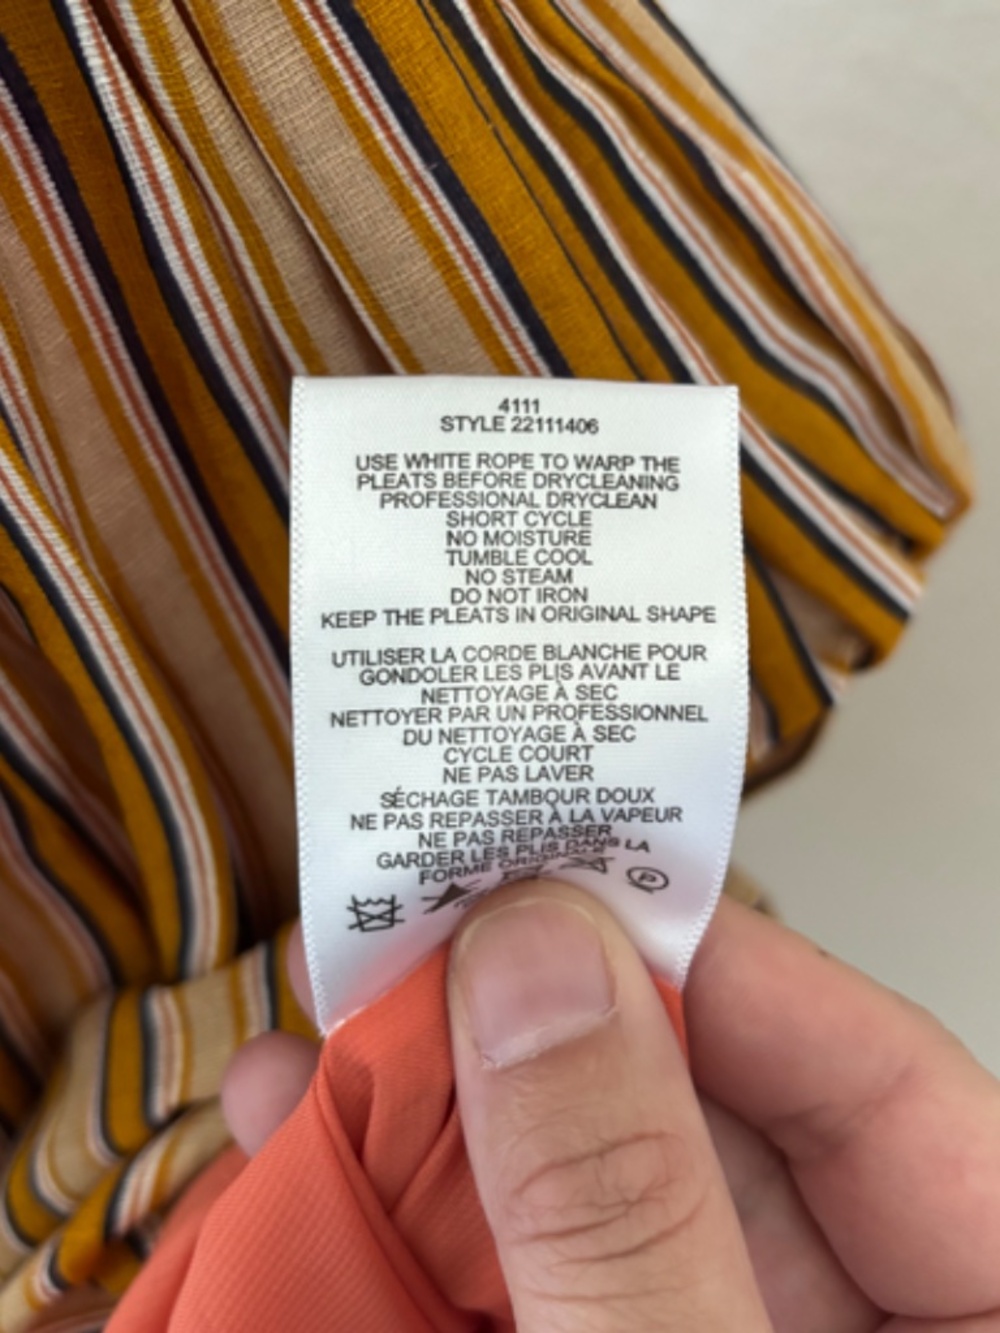 4111
STYLE 22111406
USE WHITE ROPE TO WARP THE
PLEATS BEFORE DRYCLEANING
PROFESSIONAL DRYCLEAN
SHORT CYCLE
NO MOISTURE
TUMBLE COOL
NO STEAM
DO NOT IRON
KEEP THE PLEATS IN ORIGINAL SHAPE
UTILISER LA CORDE BLANCHE POUR
GONDOLER LES PLIS AVANT LE
NETTOYAGE À SEC
NETTOYER PAR UN PROFESSIONNEL
DU NETTOYAGE À SEC
CYCLE COURT
NE PAS LAVER
SÉCHAGE TAMBOUR DOUX
NE PAS REPASSER À LA VAPEUR
NE PAS REPASSER
GARDER LES PLIS DANS LA
FORME
P